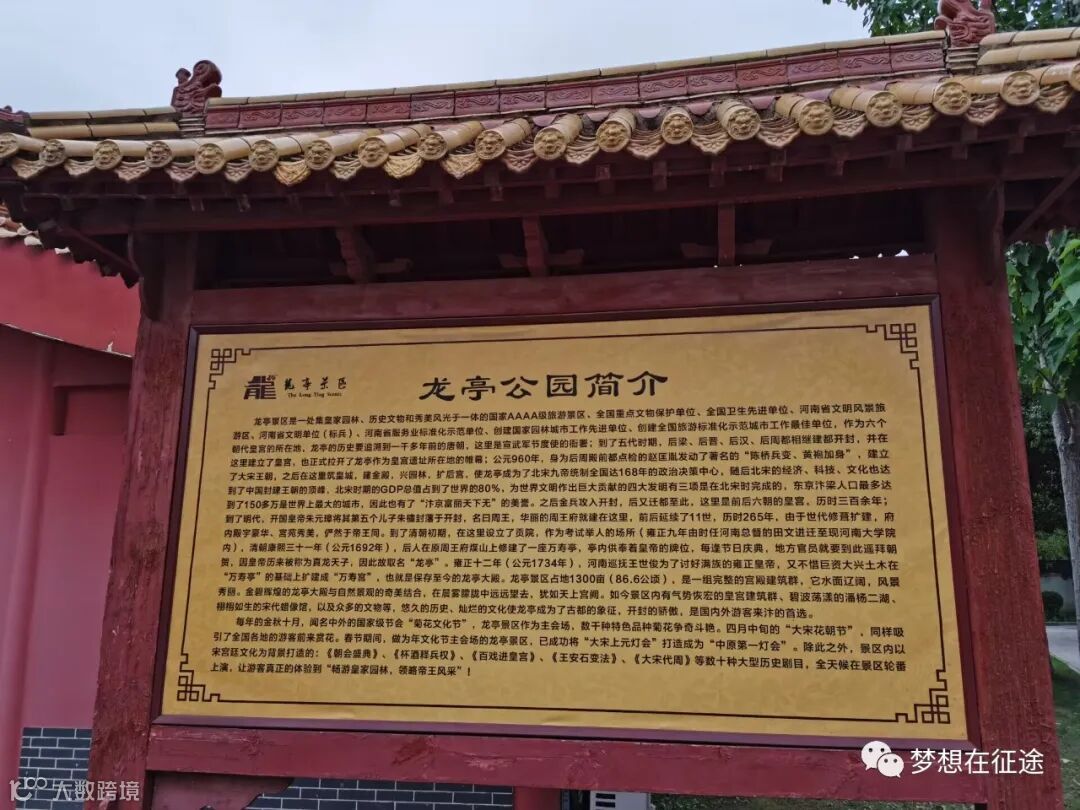 龍亭景区
The Long Ting Scenic
龙亭公园简介
龙亭景区是一处集皇家园林、历史文物和秀美风光于一体的国家AAAA级旅游景区、全国重点文物保护单位、全国卫生先进单位、河南省文明风景旅
游区、河南省文明单位（标兵）、河南省服务业标准化示范单位、创建国家园林城市工作先进单位、创建全国旅游标准化示范城市工作最佳单位，作为六个
朝代皇宫的所在地，龙亭的历史要追溯到一千多年前的唐朝，这里是宣武军节度使的衙署；到了五代时期，后梁、后晋、后汉、后周都相继建都开封，并在
这里建立了皇宫，也正式拉开了龙亭作为皇宫遗址所在地的帷幕；公元960年，身为后周殿前都点检的赵匡胤发动了著名的“陈桥兵变、黄袍加身”，建立
了大宋王朝，之后在这里筑皇城，建金殿，兴园林，扩后宫，使龙亭成为了北宋九帝统制全国达168年的政治决策中心，随后北宋的经济、科技、文化也达
到了中国封建王朝的顶峰，北宋时期的GDP总值占到了世界的80%，为世界文明作出巨大贡献的四大发明有三项是在北宋时完成的，东京汴梁人口最多达
到了150多万是世界上最大的城市，因此也有了“汴京富丽天下无”的美誉。之后金兵攻入开封，后又迁都至此，这里是前后六朝的皇宫，历时三百余年；
到了明代，开国皇帝朱元璋将其第五个儿子朱橚封藩于开封，名曰周王，华丽的周王府就建在这里，前后延续了11世，历时265年，由于世代修葺扩建，府
内殿宇豪华、宫苑秀美，俨然于帝王同。到了清朝初期，在这里设立了贡院，作为考试举人的场所（雍正九年由时任河南总督的田文进迁至现河南大学院
内），清朝康熙三十一年（公元1692年），后人在原周王府煤山上修建了一座万寿亭，亭内供奉着皇帝的牌位，每逢节日庆典，地方官员就要到此遥拜朝
贺，因皇帝历来被称为真龙天子，因此故取名“龙亭”。雍正十二年（公元1734年），河南巡抚王世俊为了讨好满族的雍正皇帝，又不惜巨资大兴土木在
“万寿亭”的基础上扩建成“万寿宫”，也就是保存至今的龙亭大殿。龙亭景区占地1300亩（86.6公顷），是一组完整的宫殿建筑群，它水面辽阔，风景
秀丽。金碧辉煌的龙亭大殿与自然景观的奇美结合，在晨雾朦胧中远远望去，犹如天上宫阙。如今景区内有气势恢宏的皇宫建筑群、碧波荡漾的潘杨二湖、
栩栩如生的宋代蜡像馆，以及众多的文物等，悠久的历史、灿烂的文化使龙亭成为了古都的象征，开封的骄傲，是国内外游客来汴的首选。
每年的金秋十月，闻名中外的国家级节会“菊花文化节”，龙亭景区作为主会场，数千种特色品种菊花争奇斗艳。四月中旬的“大宋花朝节”，同样吸
引了全国各地的游客前来赏花。春节期间，做为年文化节主会场的龙亭景区，已成功将“大宋上元灯会”打造成为“中原第一灯会”。除此之外，景区内以
宋宫廷文化为背景打造的：《朝会盛典》、《杯酒释兵权》、《百戏进皇宫》、《王安石变法》、《大宋代周》等数十种大型历史剧目，全天候在景区轮番
上演，让游客真正的体验到“畅游皇家园林，领略帝王风采”！
梦想在征途
大数跨境